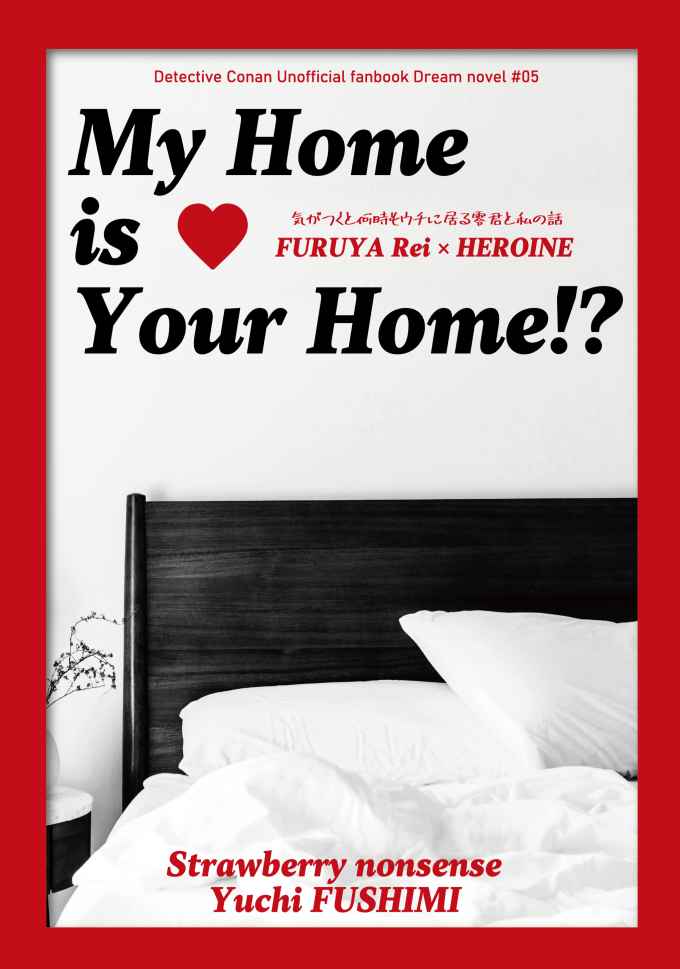 Detective Conan Unofficial fanbook Dream novel #05
My Home
is
気がつくと何時もウチに居る零君と私の話
FURUYA Rei × HEROINE
Your Home!?
Strawberry nonsense
Yuchi FUSHIMI